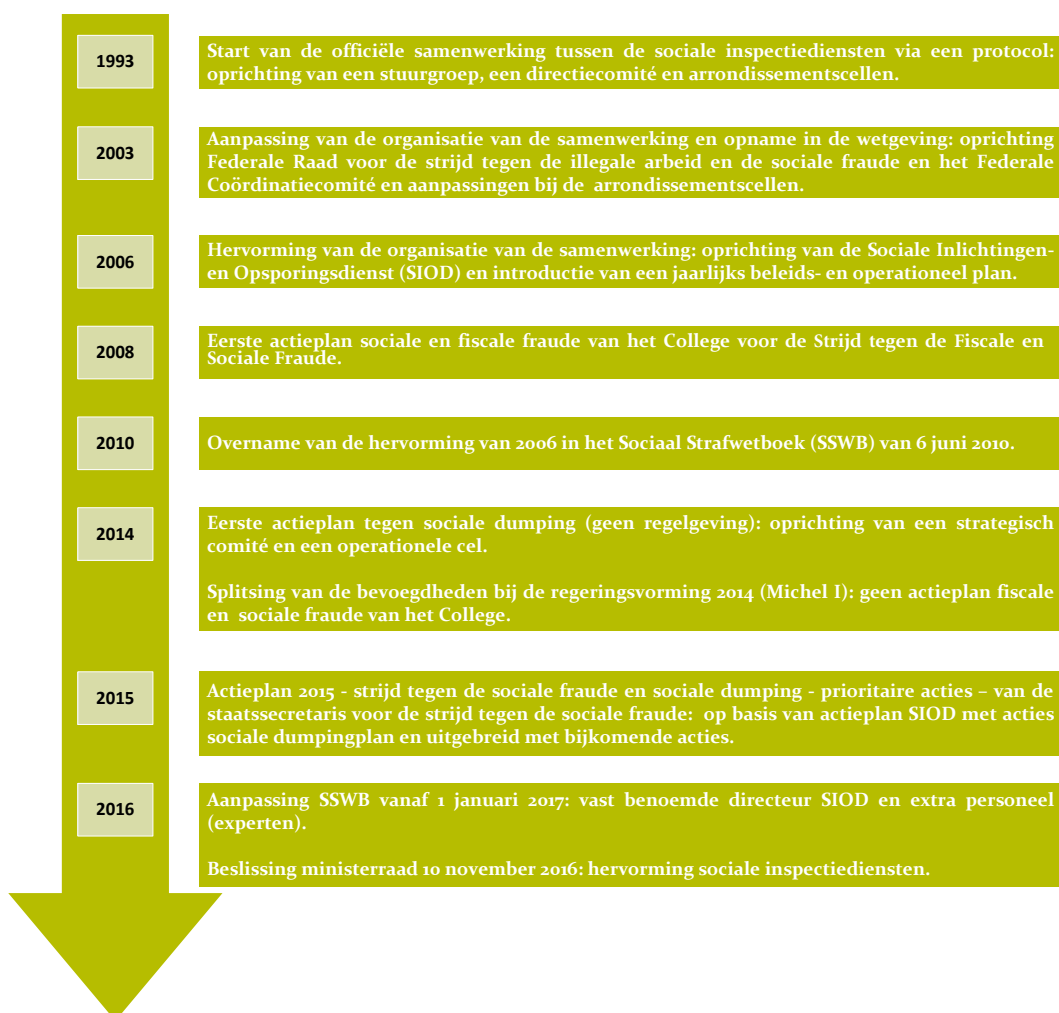 1993
Start van de officiële samenwerking tussen de sociale inspectiediensten via een protocol:
oprichting van een stuurgroep, een directiecomité en arrondissementscellen.
2003
Aanpassing van de organisatie van de samenwerking en opname in de wetgeving: oprichting
Federale Raad voor de strijd tegen de illegale arbeid en de sociale fraude en het Federale
Coördinatiecomité en aanpassingen bij de arrondissementscellen.
2006
Hervorming van de organisatie van de samenwerking: oprichting van de Sociale Inlichtingen-
en Opsporingsdienst (SIOD) en introductie van een jaarlijks beleids- en operationeel plan.
2008
Eerste actieplan sociale en fiscale fraude van het College voor de Strijd tegen de Fiscale en
Sociale Fraude.
2010
Overname van de hervorming van 2006 in het Sociaal Strafwetboek (SSWB) van 6 juni 2010.
2014
Eerste actieplan tegen sociale dumping (geen regelgeving): oprichting van een strategisch
comité en een operationele cel.
Splitsing van de bevoegdheden bij de regeringsvorming 2014 (Michel I): geen actieplan fiscale
en sociale fraude van het College.
2015
Actieplan 2015 - strijd tegen de sociale fraude en sociale dumping - prioritaire acties – van de
staatssecretaris voor de strijd tegen de sociale fraude: op basis van actieplan SIOD met acties
sociale dumpingplan en uitgebreid met bijkomende acties.
2016
Aanpassing SSWB vanaf 1 januari 2017: vast benoemde directeur SIOD en extra personeel
(experten).
Beslissing ministerraad 10 november 2016: hervorming sociale inspectiediensten.